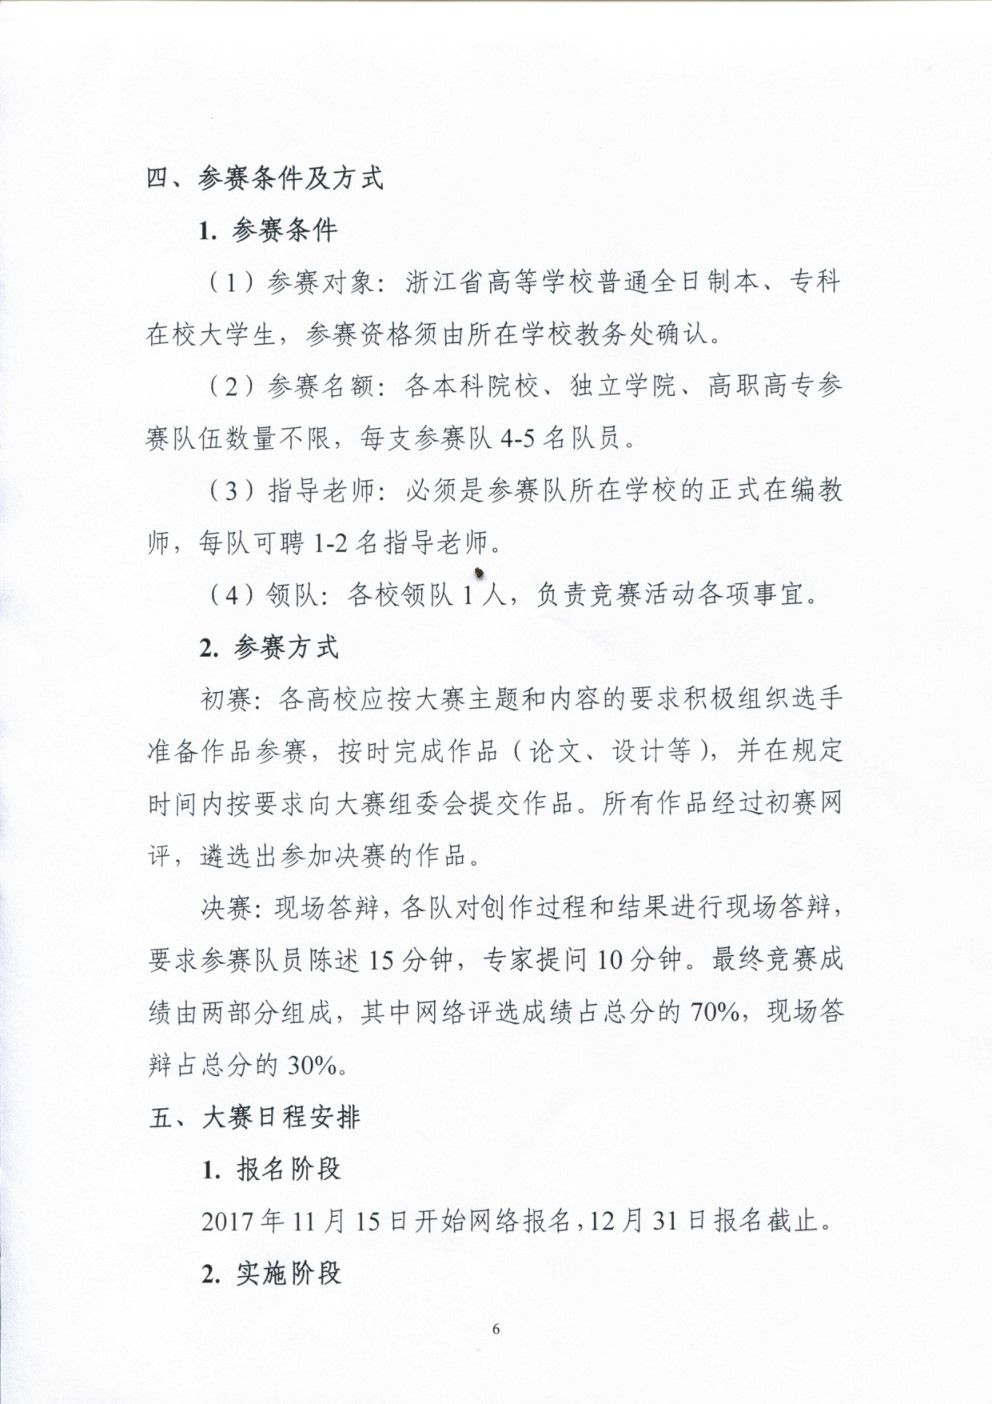 四、参赛条件及方式
1. 参赛条件
（1）参赛对象：浙江省高等学校普通全日制本、专科
在校大学生，参赛资格须由所在学校教务处确认。
（2）参赛名额：各本科院校、独立学院、高职高专参
赛队伍数量不限，每支参赛队 4-5 名队员。
（3）指导老师：必须是参赛队所在学校的正式在编教
师，每队可聘 1-2 名指导老师。
（4）领队：各校领队 1 人，负责竞赛活动各项事宜。
2. 参赛方式
初赛：各高校应按大赛主题和内容的要求积极组织选手
准备作品参赛，按时完成作品（论文、设计等），并在规定
时间内按要求向大赛组委会提交作品。所有作品经过初赛网
评，遴选出参加决赛的作品。
决赛：现场答辩，各队对创作过程和结果进行现场答辩，
要求参赛队员陈述 15 分钟，专家提问 10 分钟。最终竞赛成
绩由两部分组成，其中网络评选成绩占总分的 70%，现场答
辩占总分的 30%。
五、大赛日程安排
1. 报名阶段
2017 年 11 月 15 日开始网络报名，12 月 31 日报名截止。
2. 实施阶段
6